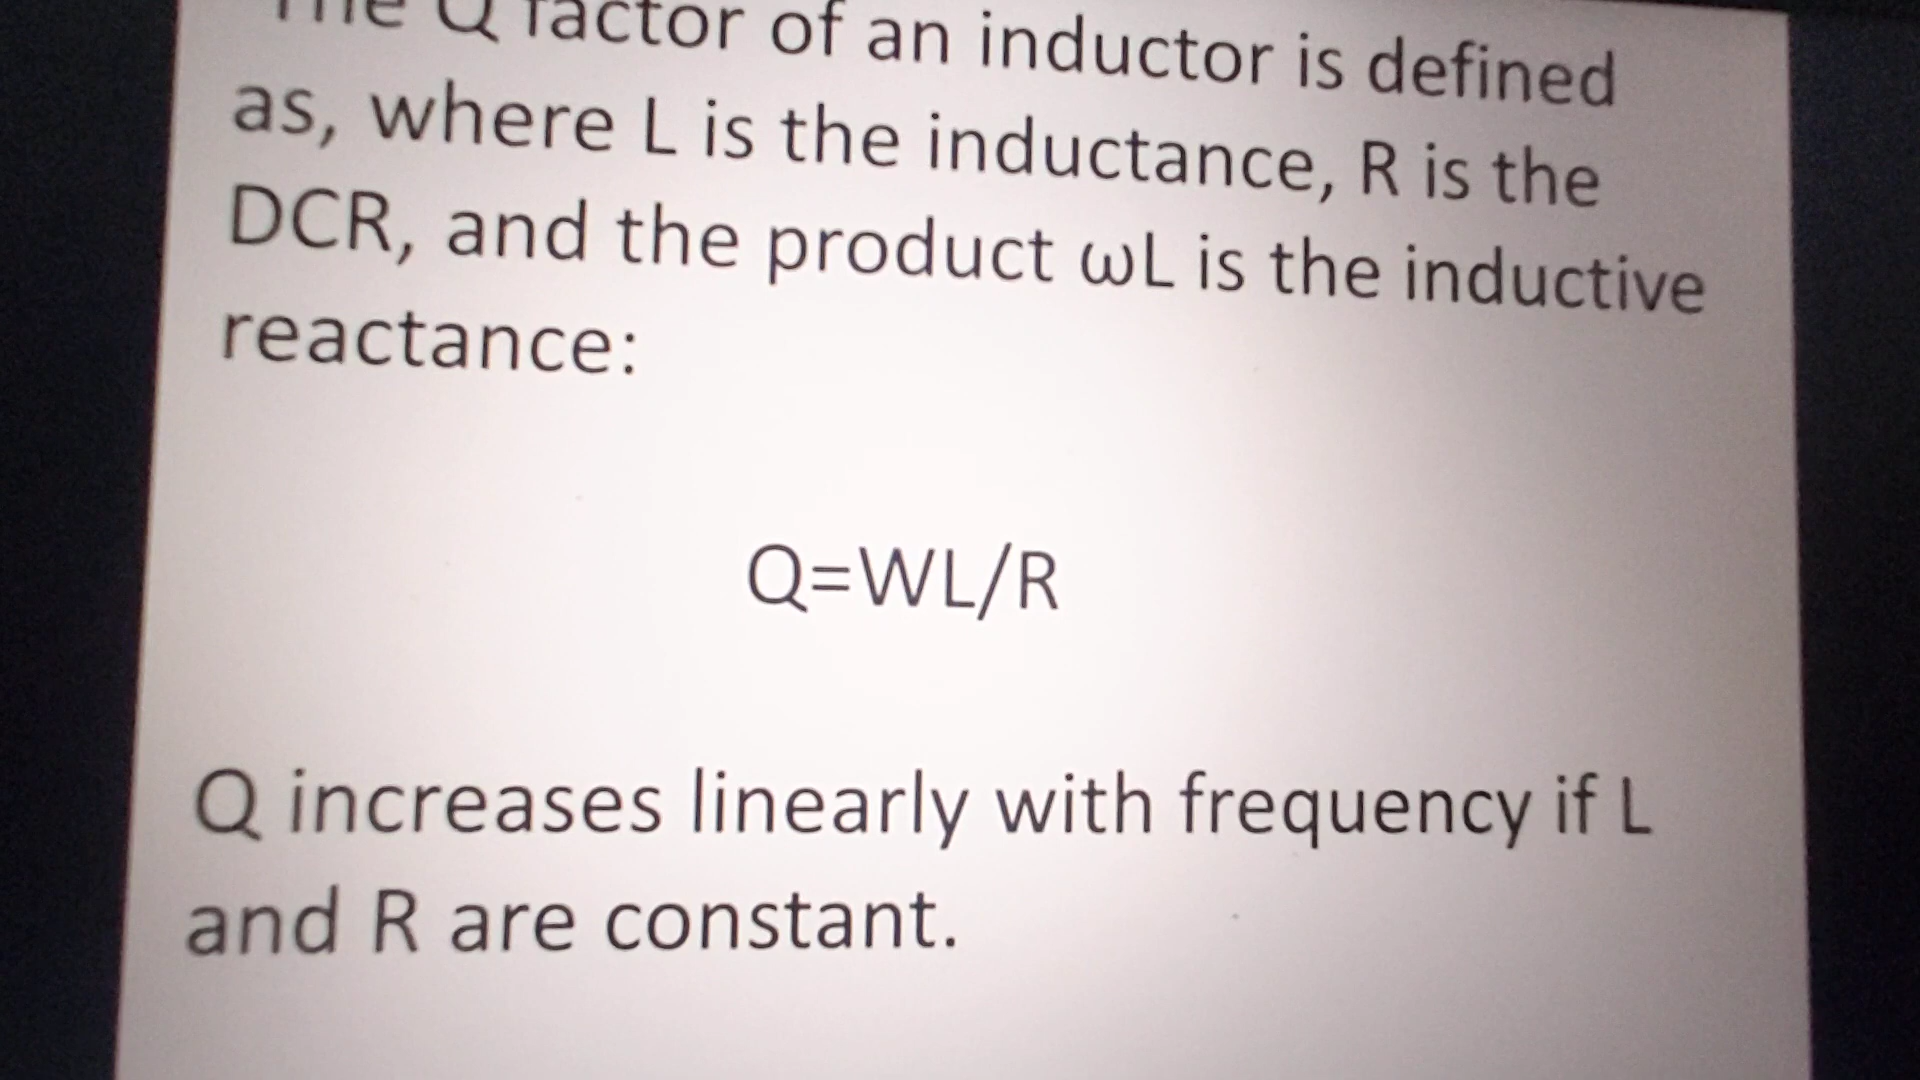 The Q factor of an inductor is defined
as, where L is the inductance, R is the
DCR, and the product ωL is the inductive
reactance:
Q=WL/R
Q increases linearly with frequency if L
and R are constant.